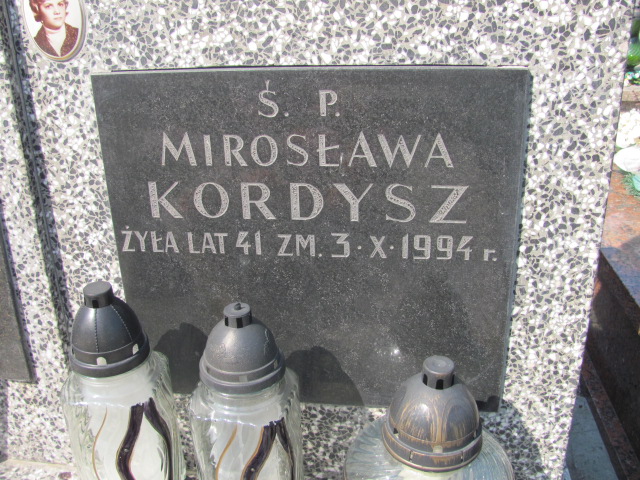 Ś. P.
MIROSŁAWA
KORDYSZ
ŻYŁA LAT 41 ZM. 3·X·1994 r.